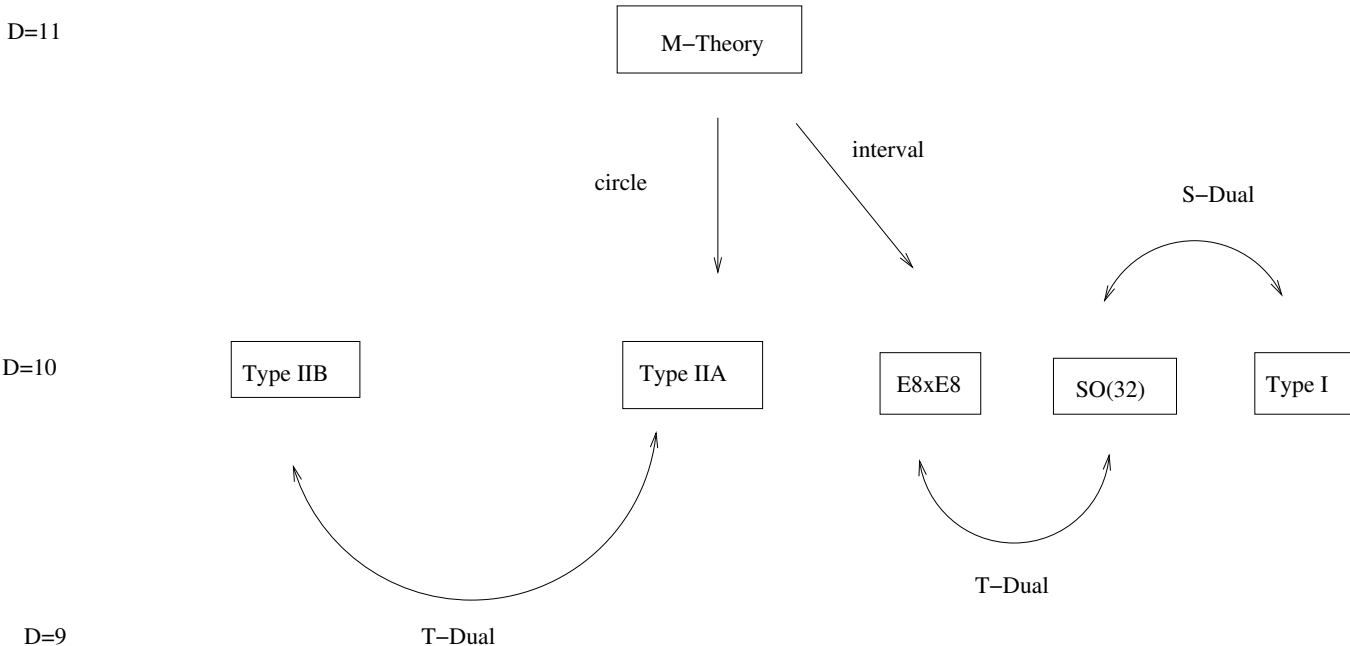 D=11
M−Theory
interval
circle
S−Dual
D=10
Type IIB
Type IIA
E8xE8
SO(32)
Type I
T−Dual
D=9
T−Dual